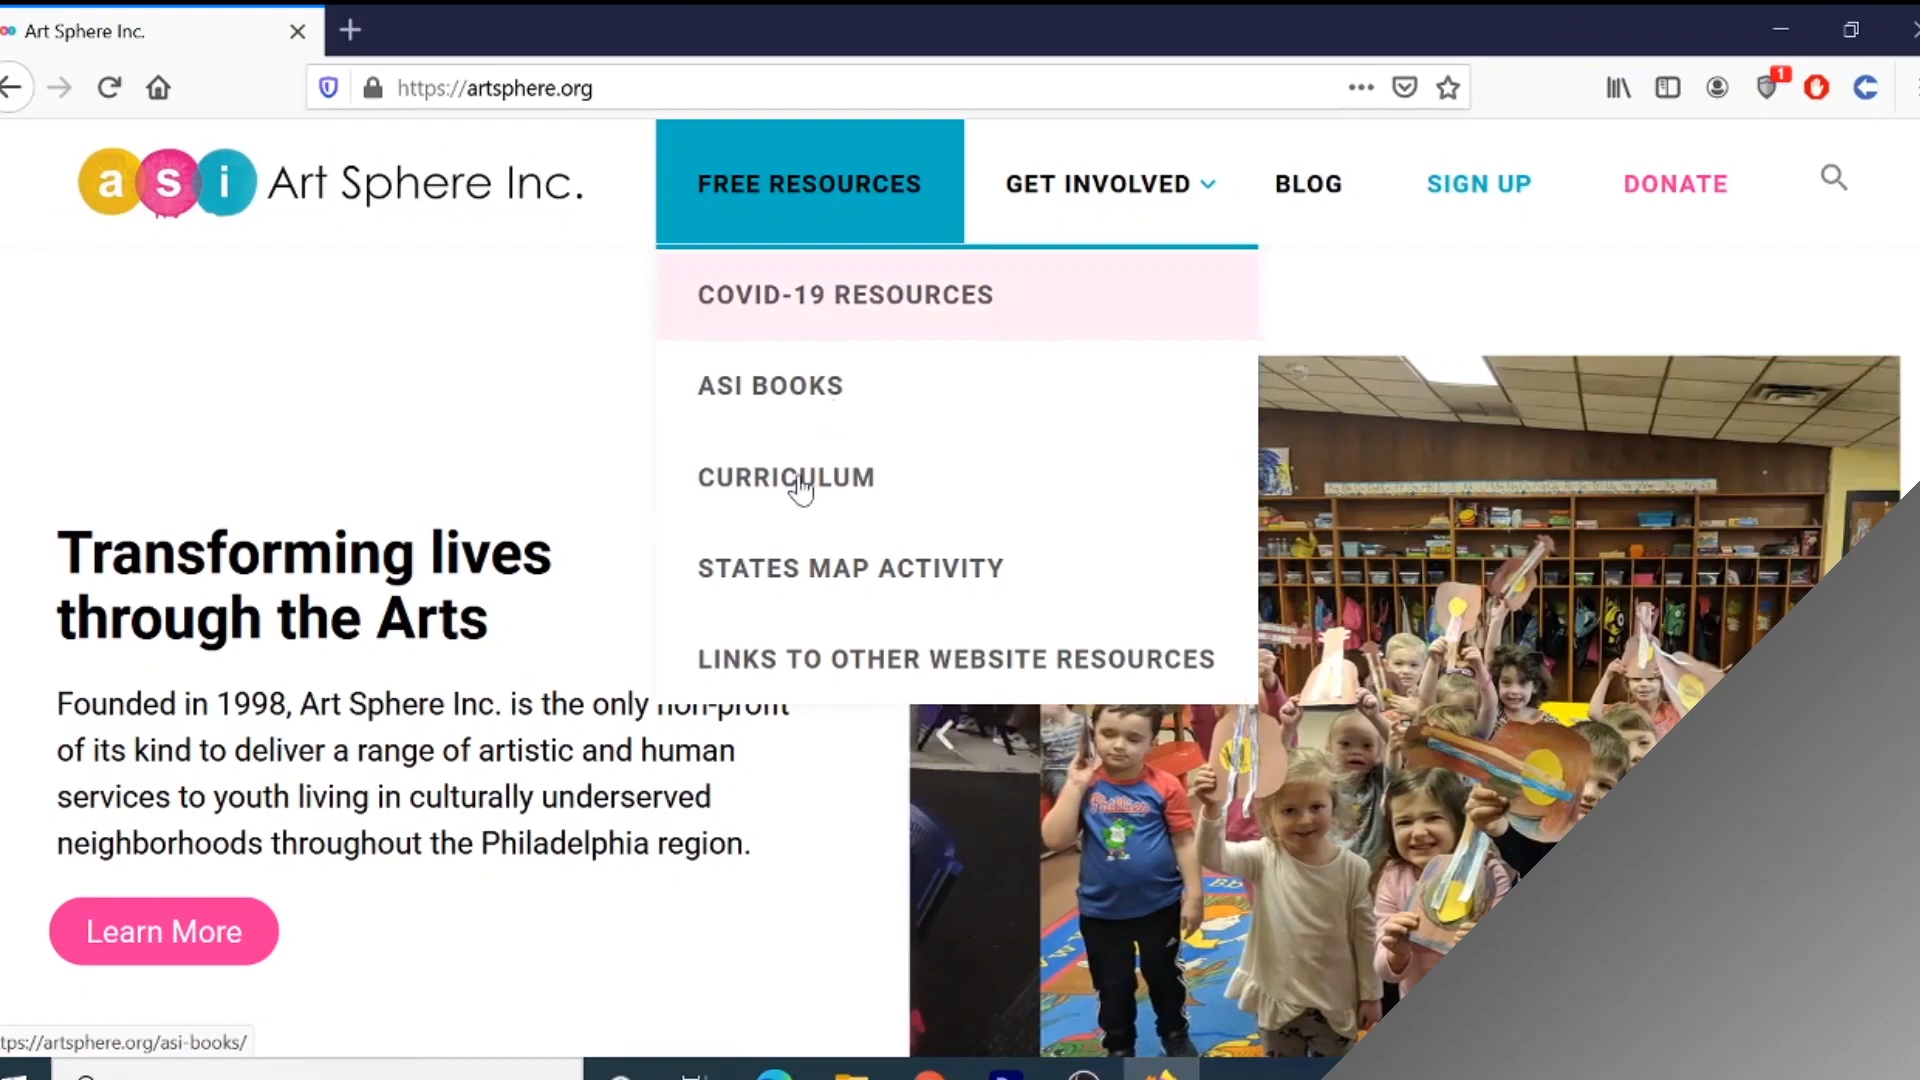 Art Sphere Inc.
https://artsphere.org
1
asi Art Sphere Inc.
FREE RESOURCES
GET INVOLVED
BLOG
SIGN UP
DONATE
COVID-19 RESOURCES
ASI BOOKS
CURRICULUM
STATES MAP ACTIVITY
LINKS TO OTHER WEBSITE RESOURCES
Transforming lives
through the Arts
Founded in 1998, Art Sphere Inc. is the only non-profit
of its kind to deliver a range of artistic and human
services to youth living in culturally underserved
neighborhoods throughout the Philadelphia region.
Learn More
Phillies
Bb
tps://artsphere.org/asi-books/